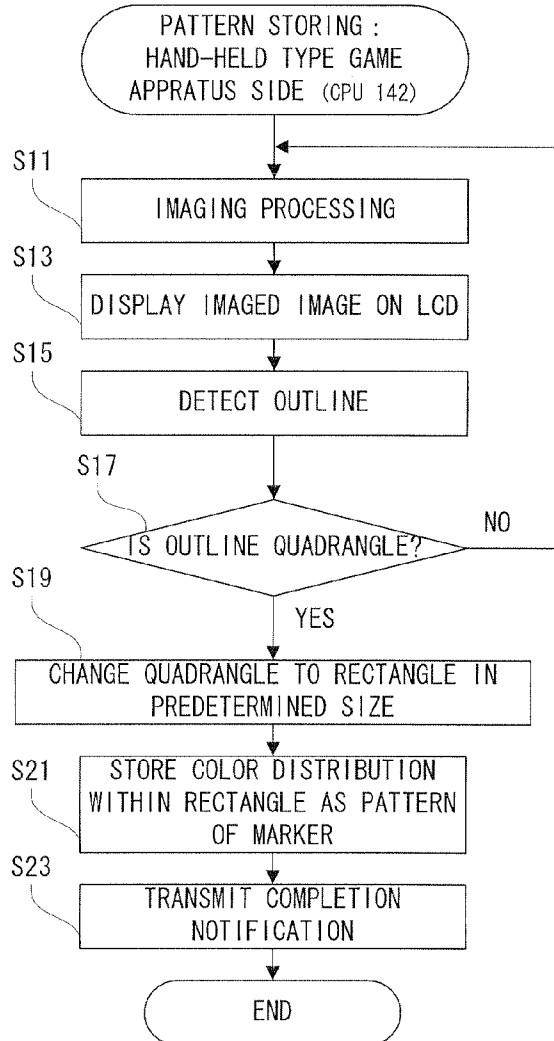 PATTERN STORING :
HAND-HELD TYPE GAME
APPRATUS SIDE (CPU 142)
S11
IMAGING PROCESSING
S13
DISPLAY IMAGED IMAGE ON LCD
S15
DETECT OUTLINE
S17
IS OUTLINE QUADRANGLE?
NO
YES
S19
CHANGE QUADRANGLE TO RECTANGLE IN
PREDETERMINED SIZE
S21
STORE COLOR DISTRIBUTION
WITHIN RECTANGLE AS PATTERN
OF MARKER
S23
TRANSMIT COMPLETION
NOTIFICATION
END